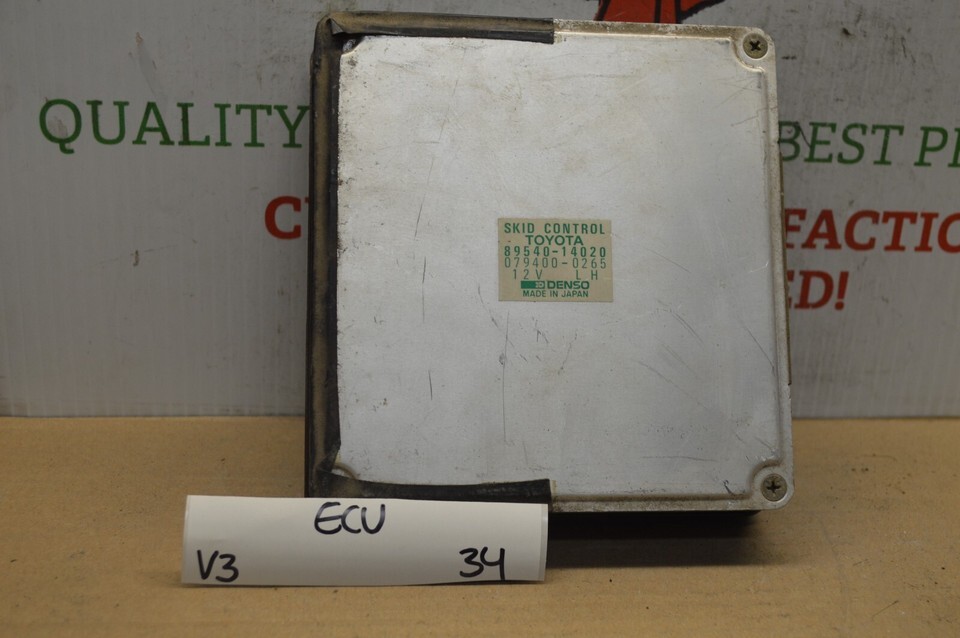 QUALITY
BEST
FACTIO
ED!
SKID CONTROL
TOYOTA
89540-14020
079400-0265
12V LH
DENSO
MADE IN JAPAN
ECU
V3 34